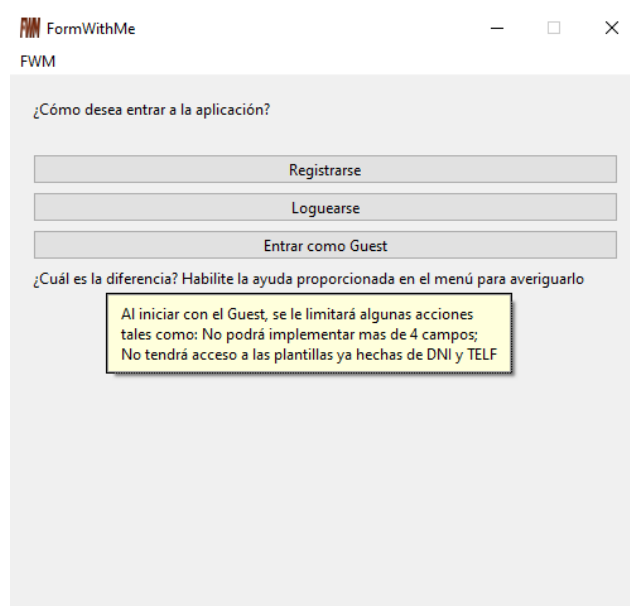 FWM FormWithMe
FWM
¿Cómo desea entrar a la aplicación?
Registrarse
Loguearse
Entrar como Guest
¿Cuál es la diferencia? Habilite la ayuda proporcionada en el menú para averiguarlo
Al iniciar con el Guest, se le limitará algunas acciones
tales como: No podrá implementar mas de 4 campos;
No tendrá acceso a las plantillas ya hechas de DNI y TELF